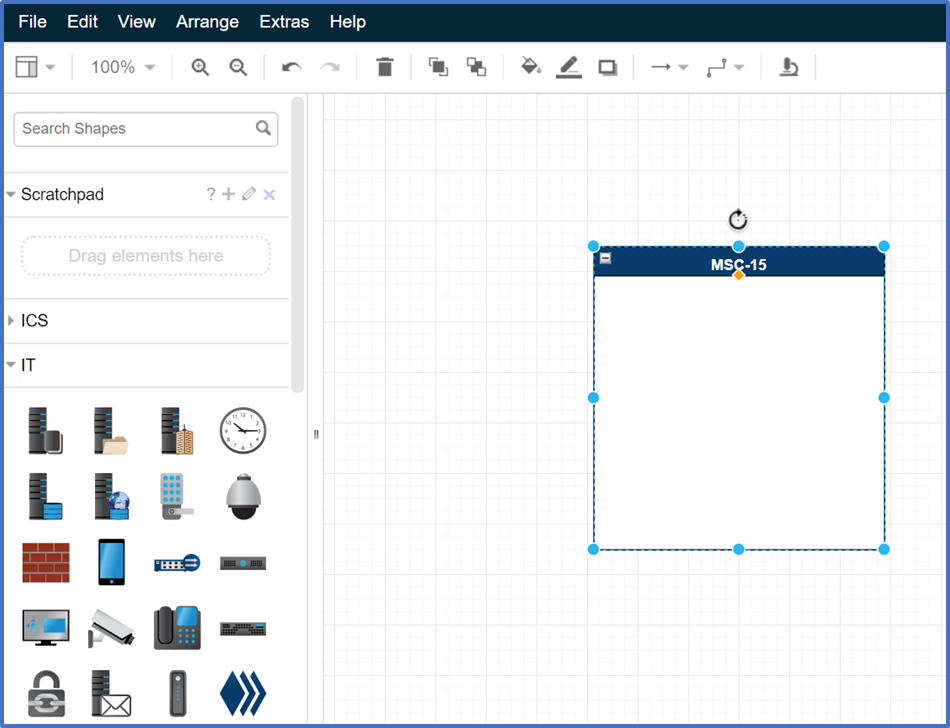 File Edit View Arrange Extras Help
100%
Search Shapes
Scratchpad ?
Drag elements here
ICS
IT
MSC-15